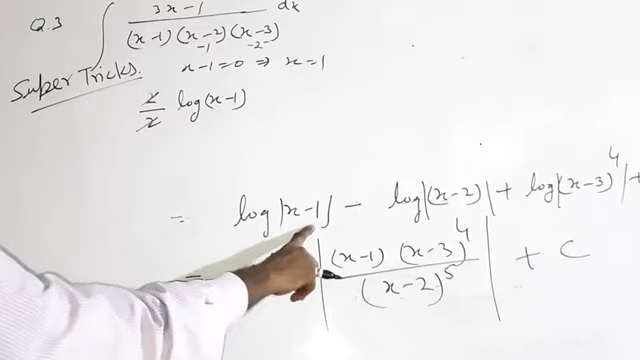 Q.3 ∫ 3x-1 / (x-1)(x-2)(x-3) dx
-1 -2
Super Tricks. x-1=0 ⇒ x=1
2/2 log(x-1)
= log|x-1| - log|(x-2)| + log|(x-3)^4| +
= |(x-1)(x-3)^4 / (x-2)^5| + C